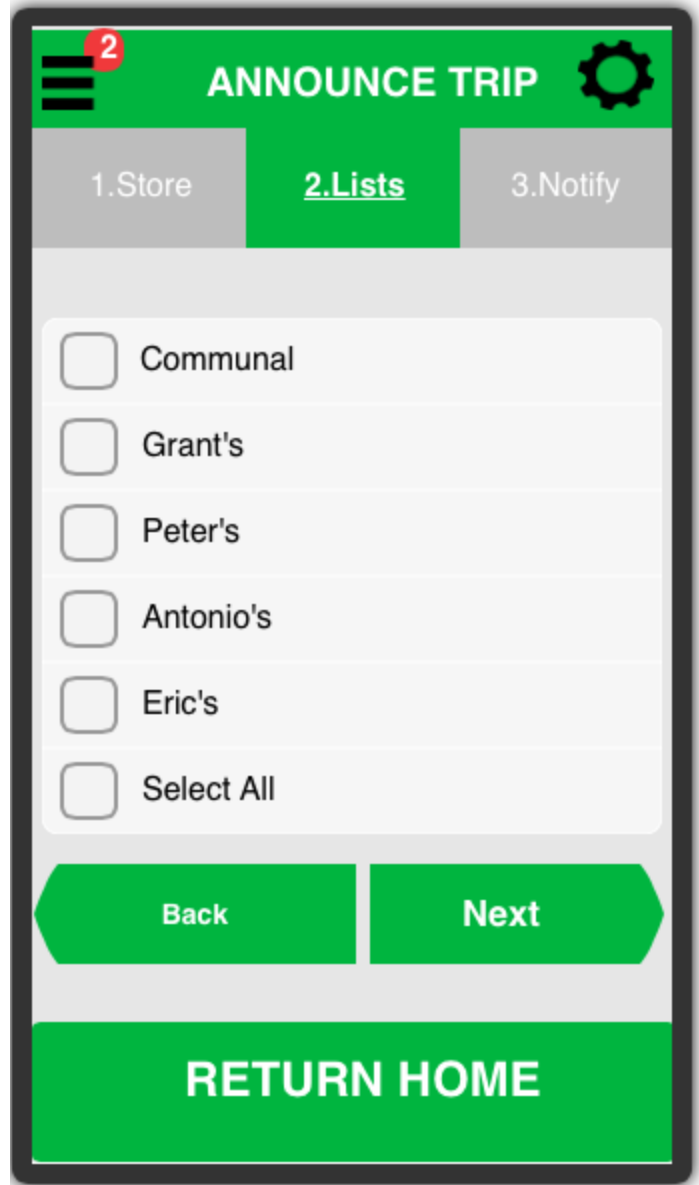 2
ANNOUNCE TRIP
1.Store 2.Lists 3.Notify
Communal
Grant's
Peter's
Antonio's
Eric's
Select All
Back Next
RETURN HOME